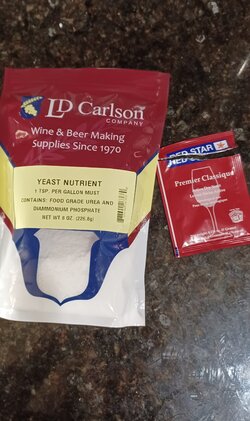 LD Carlson
COMPANY
Wine & Beer Making
Supplies Since 1970
YEAST NUTRIENT
1 TSP. PER GALLON MUST
CONTAINS: FOOD GRADE UREA AND
DIAMMONIUM PHOSPHATE
NET WT 8 OZ. (226.8g)
RED STAR
Premier Classique